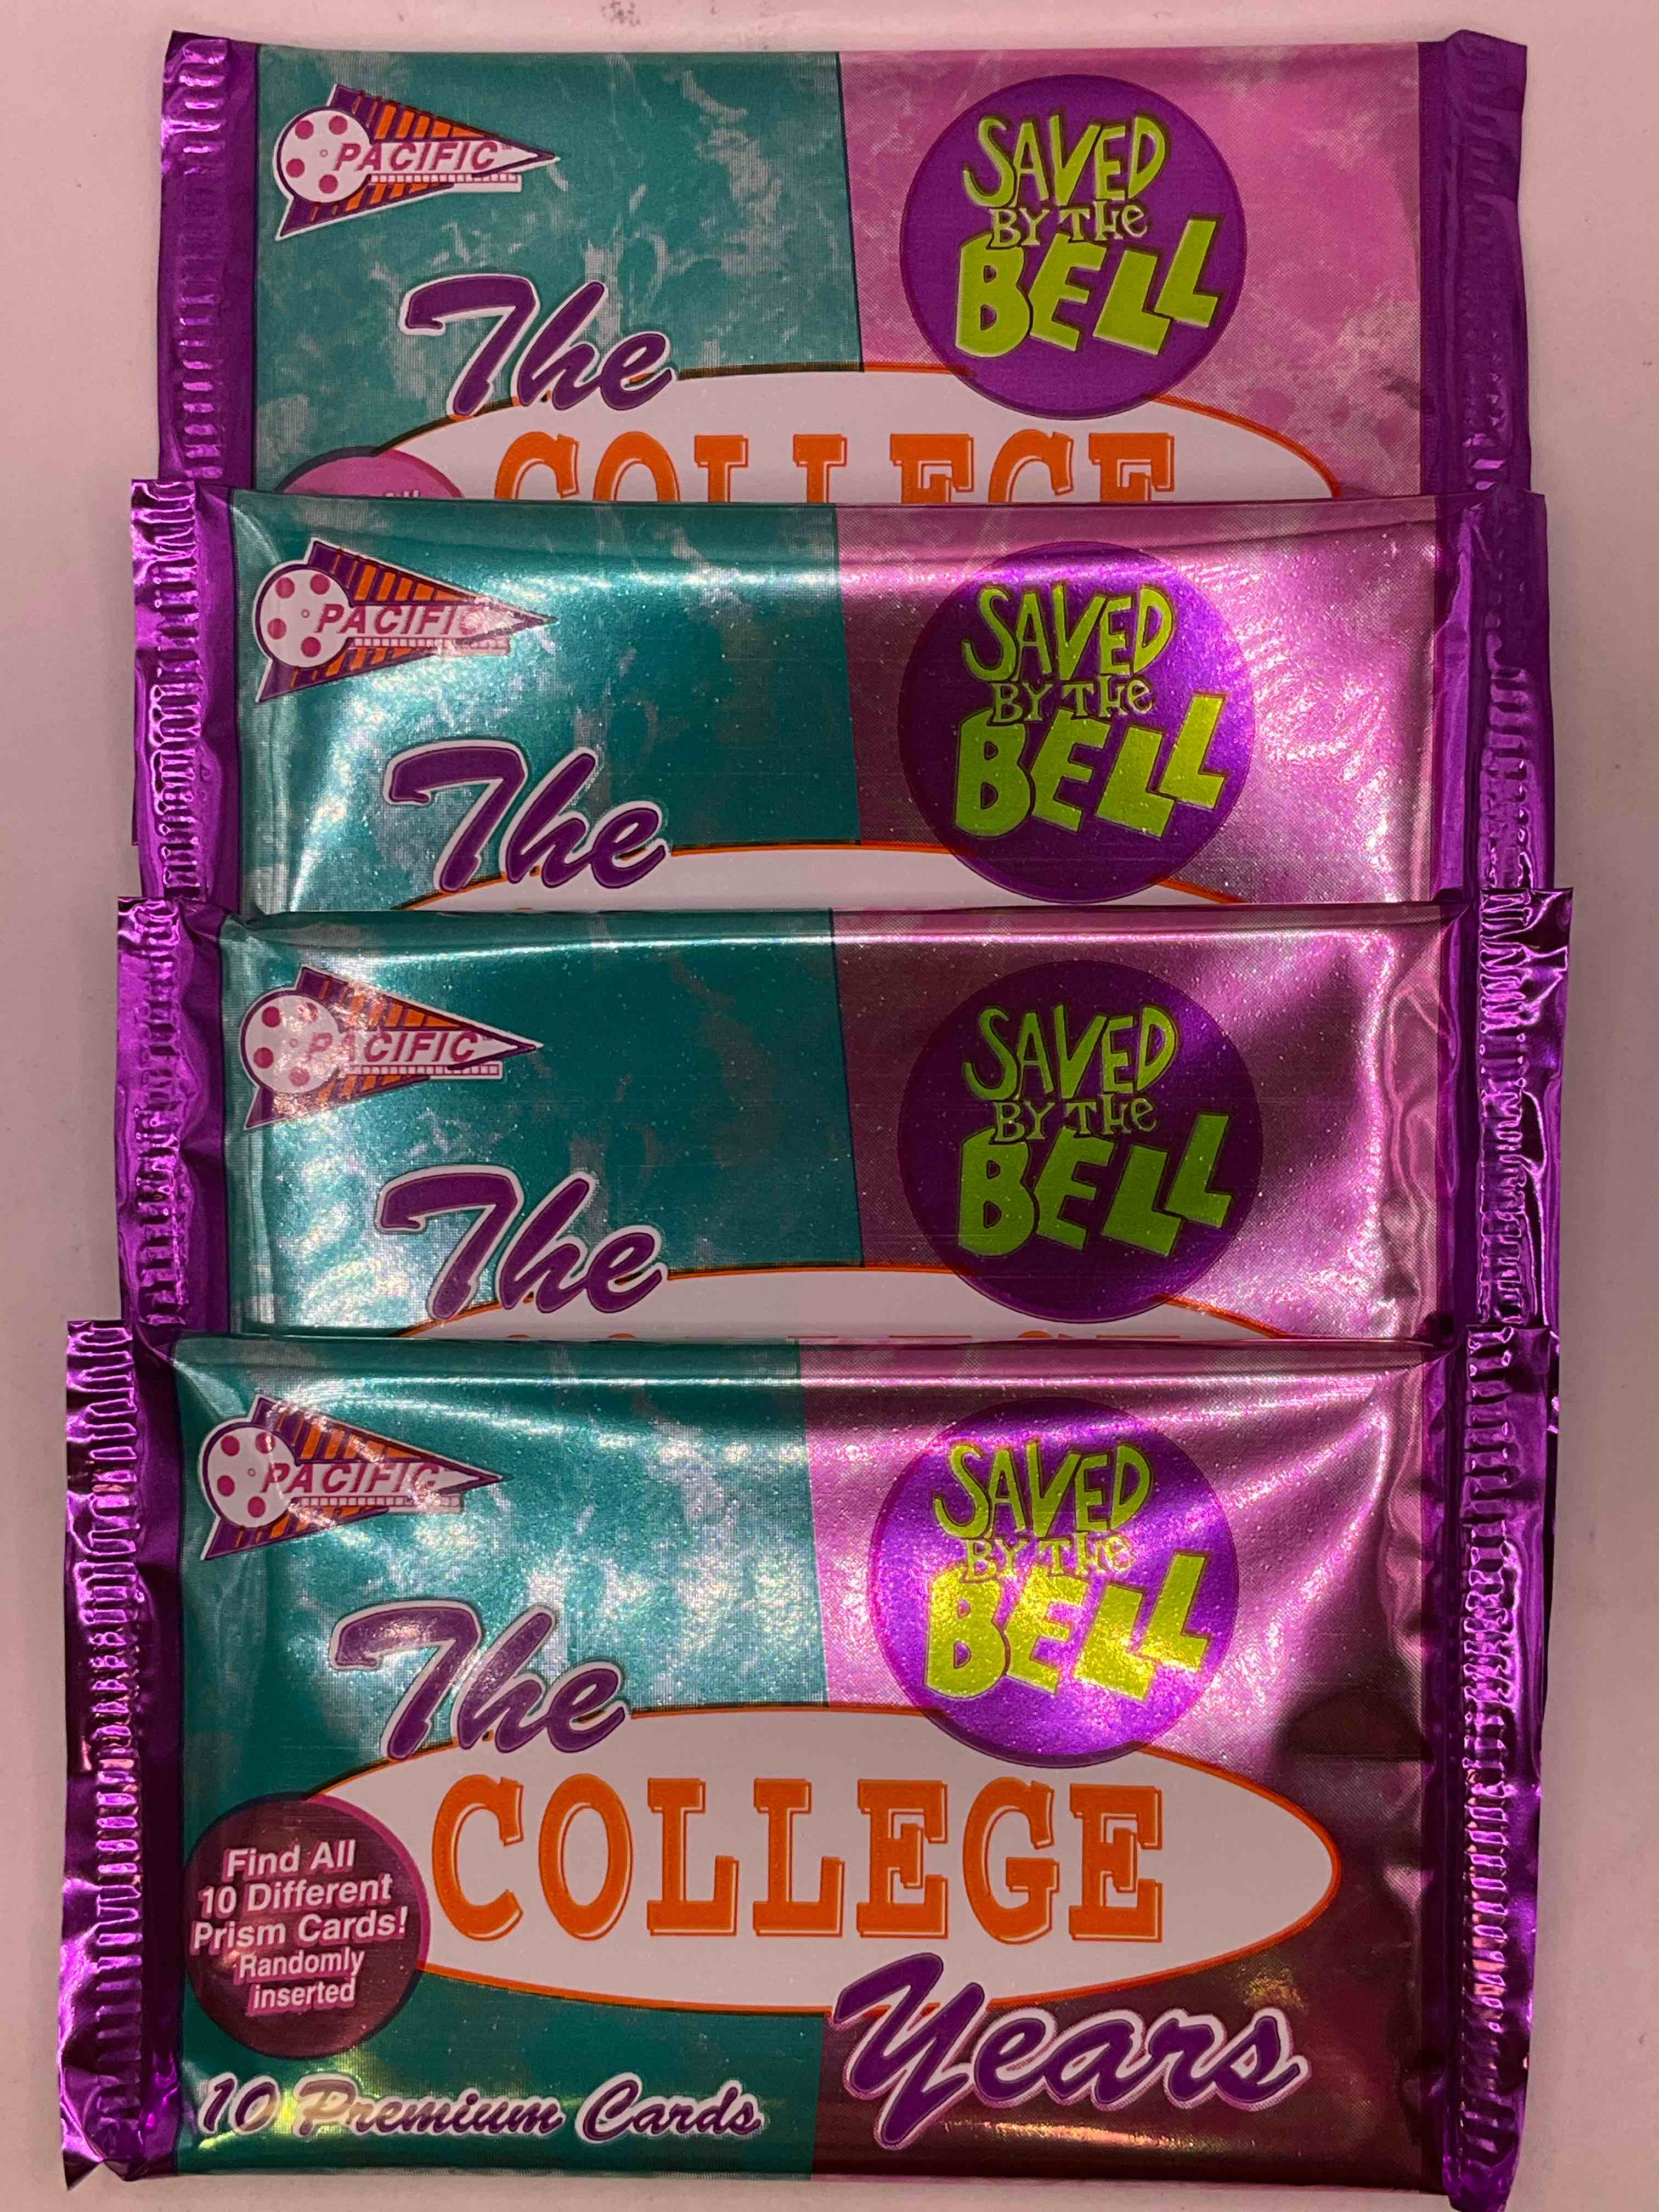 PACIFIC
SAVED
BY THE
BELL
The
COLLEGE
PACIFIC
SAVED
BY THE
BELL
The
PACIFIC
SAVED
BY THE
BELL
The
PACIFIC
SAVED
BY THE
BELL
The
COLLEGE
Years
Find All
10 Different
Prism Cards!
Randomly
inserted
10 Premium Cards